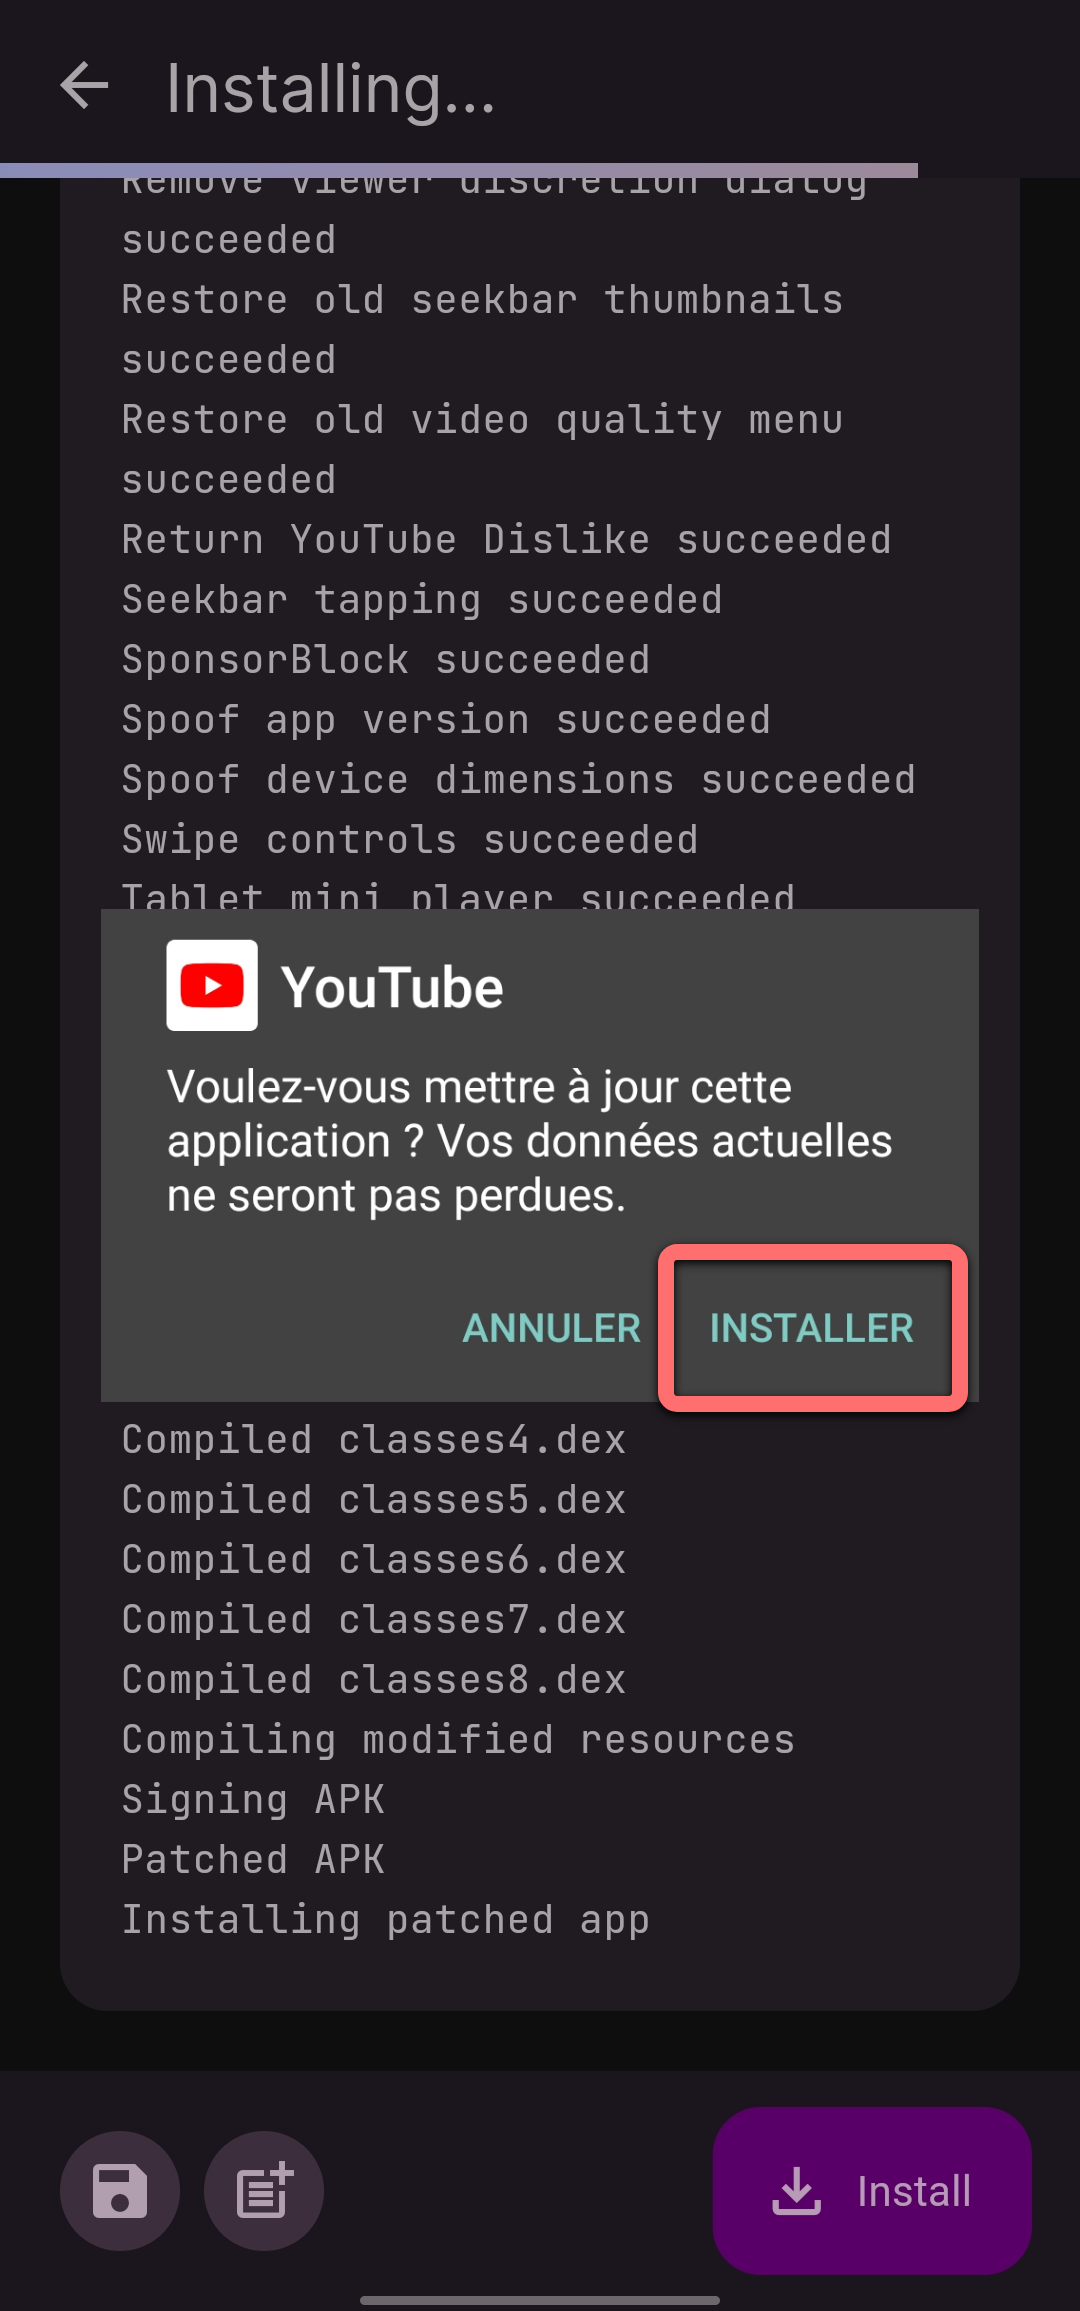 Installing...
Remove viewer discretion dialog
succeeded
Restore old seekbar thumbnails
succeeded
Restore old video quality menu
succeeded
Return YouTube Dislike succeeded
Seekbar tapping succeeded
SponsorBlock succeeded
Spoof app version succeeded
Spoof device dimensions succeeded
Swipe controls succeeded
Tablet mini player succeeded
YouTube
Voulez-vous mettre à jour cette
application ? Vos données actuelles
ne seront pas perdues.
ANNULER INSTALLER
Compiled classes4.dex
Compiled classes5.dex
Compiled classes6.dex
Compiled classes7.dex
Compiled classes8.dex
Compiling modified resources
Signing APK
Patched APK
Installing patched app
Install